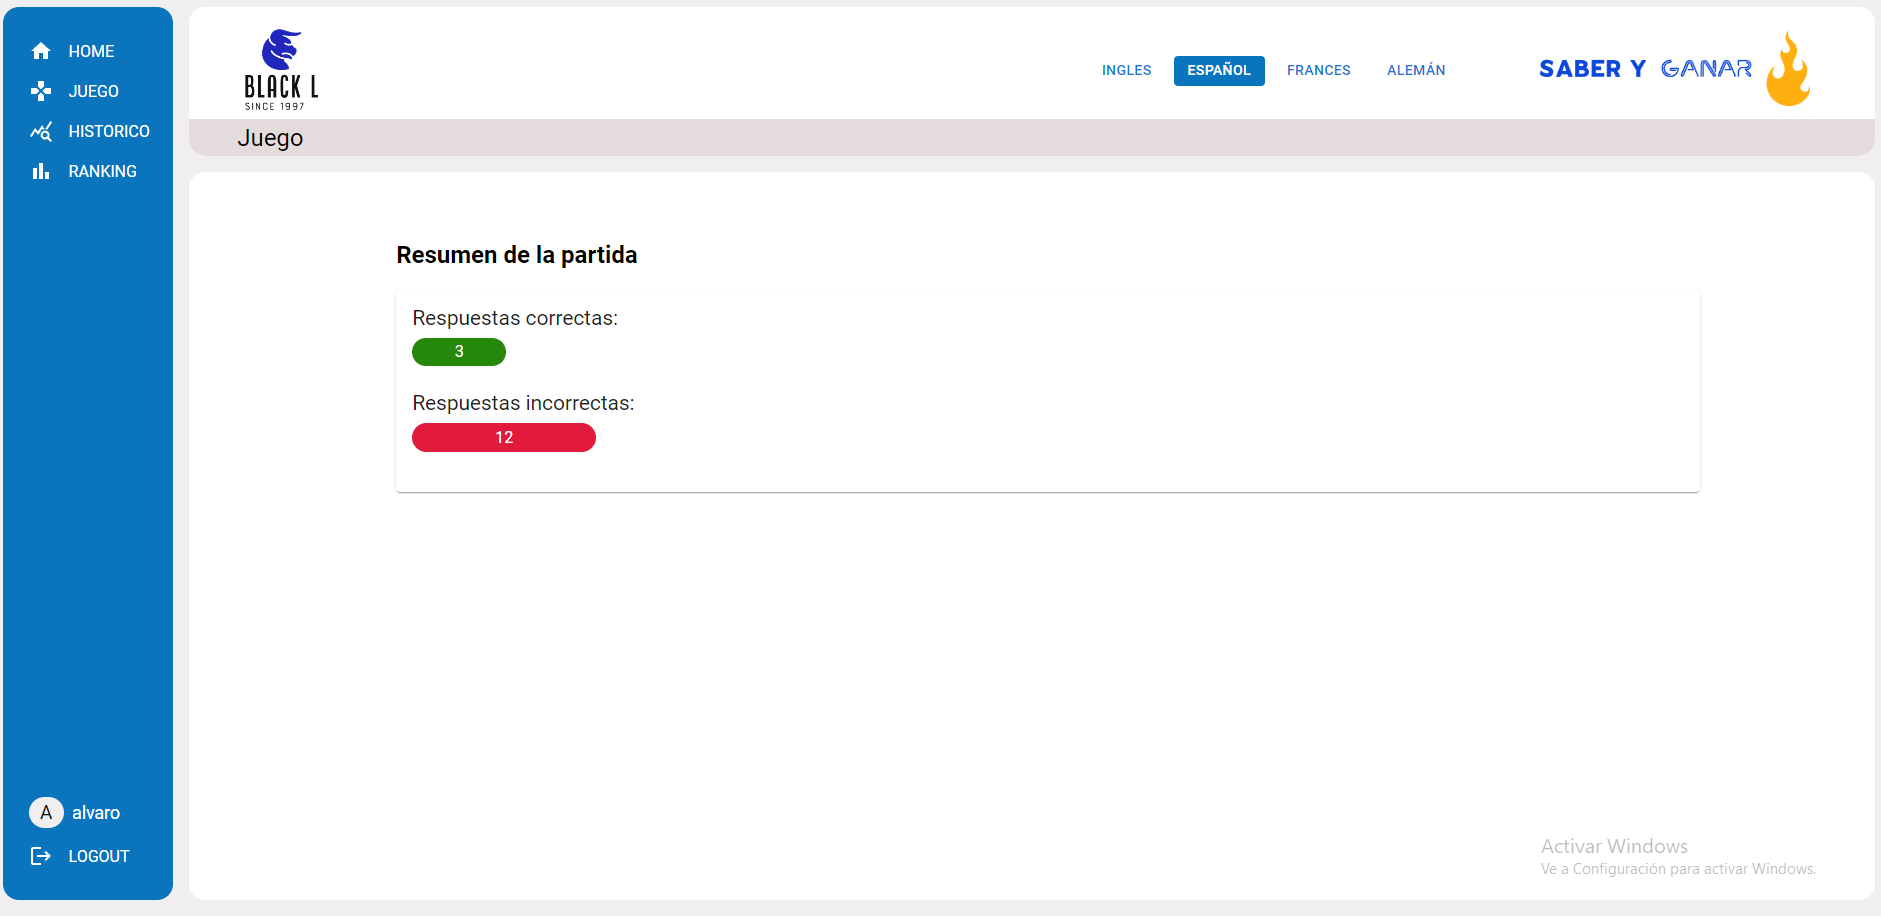 HOME
JUEGO
HISTORICO
RANKING
alvaro
A
LOGOUT
BLACK L
SINCE 1997
INGLES
ESPAÑOL
FRANCES
ALEMÁN
SABER Y GANAR
Juego
Resumen de la partida
Respuestas correctas:
3
Respuestas incorrectas:
12
Activar Windows
Ve a Configuración para activar Windows.